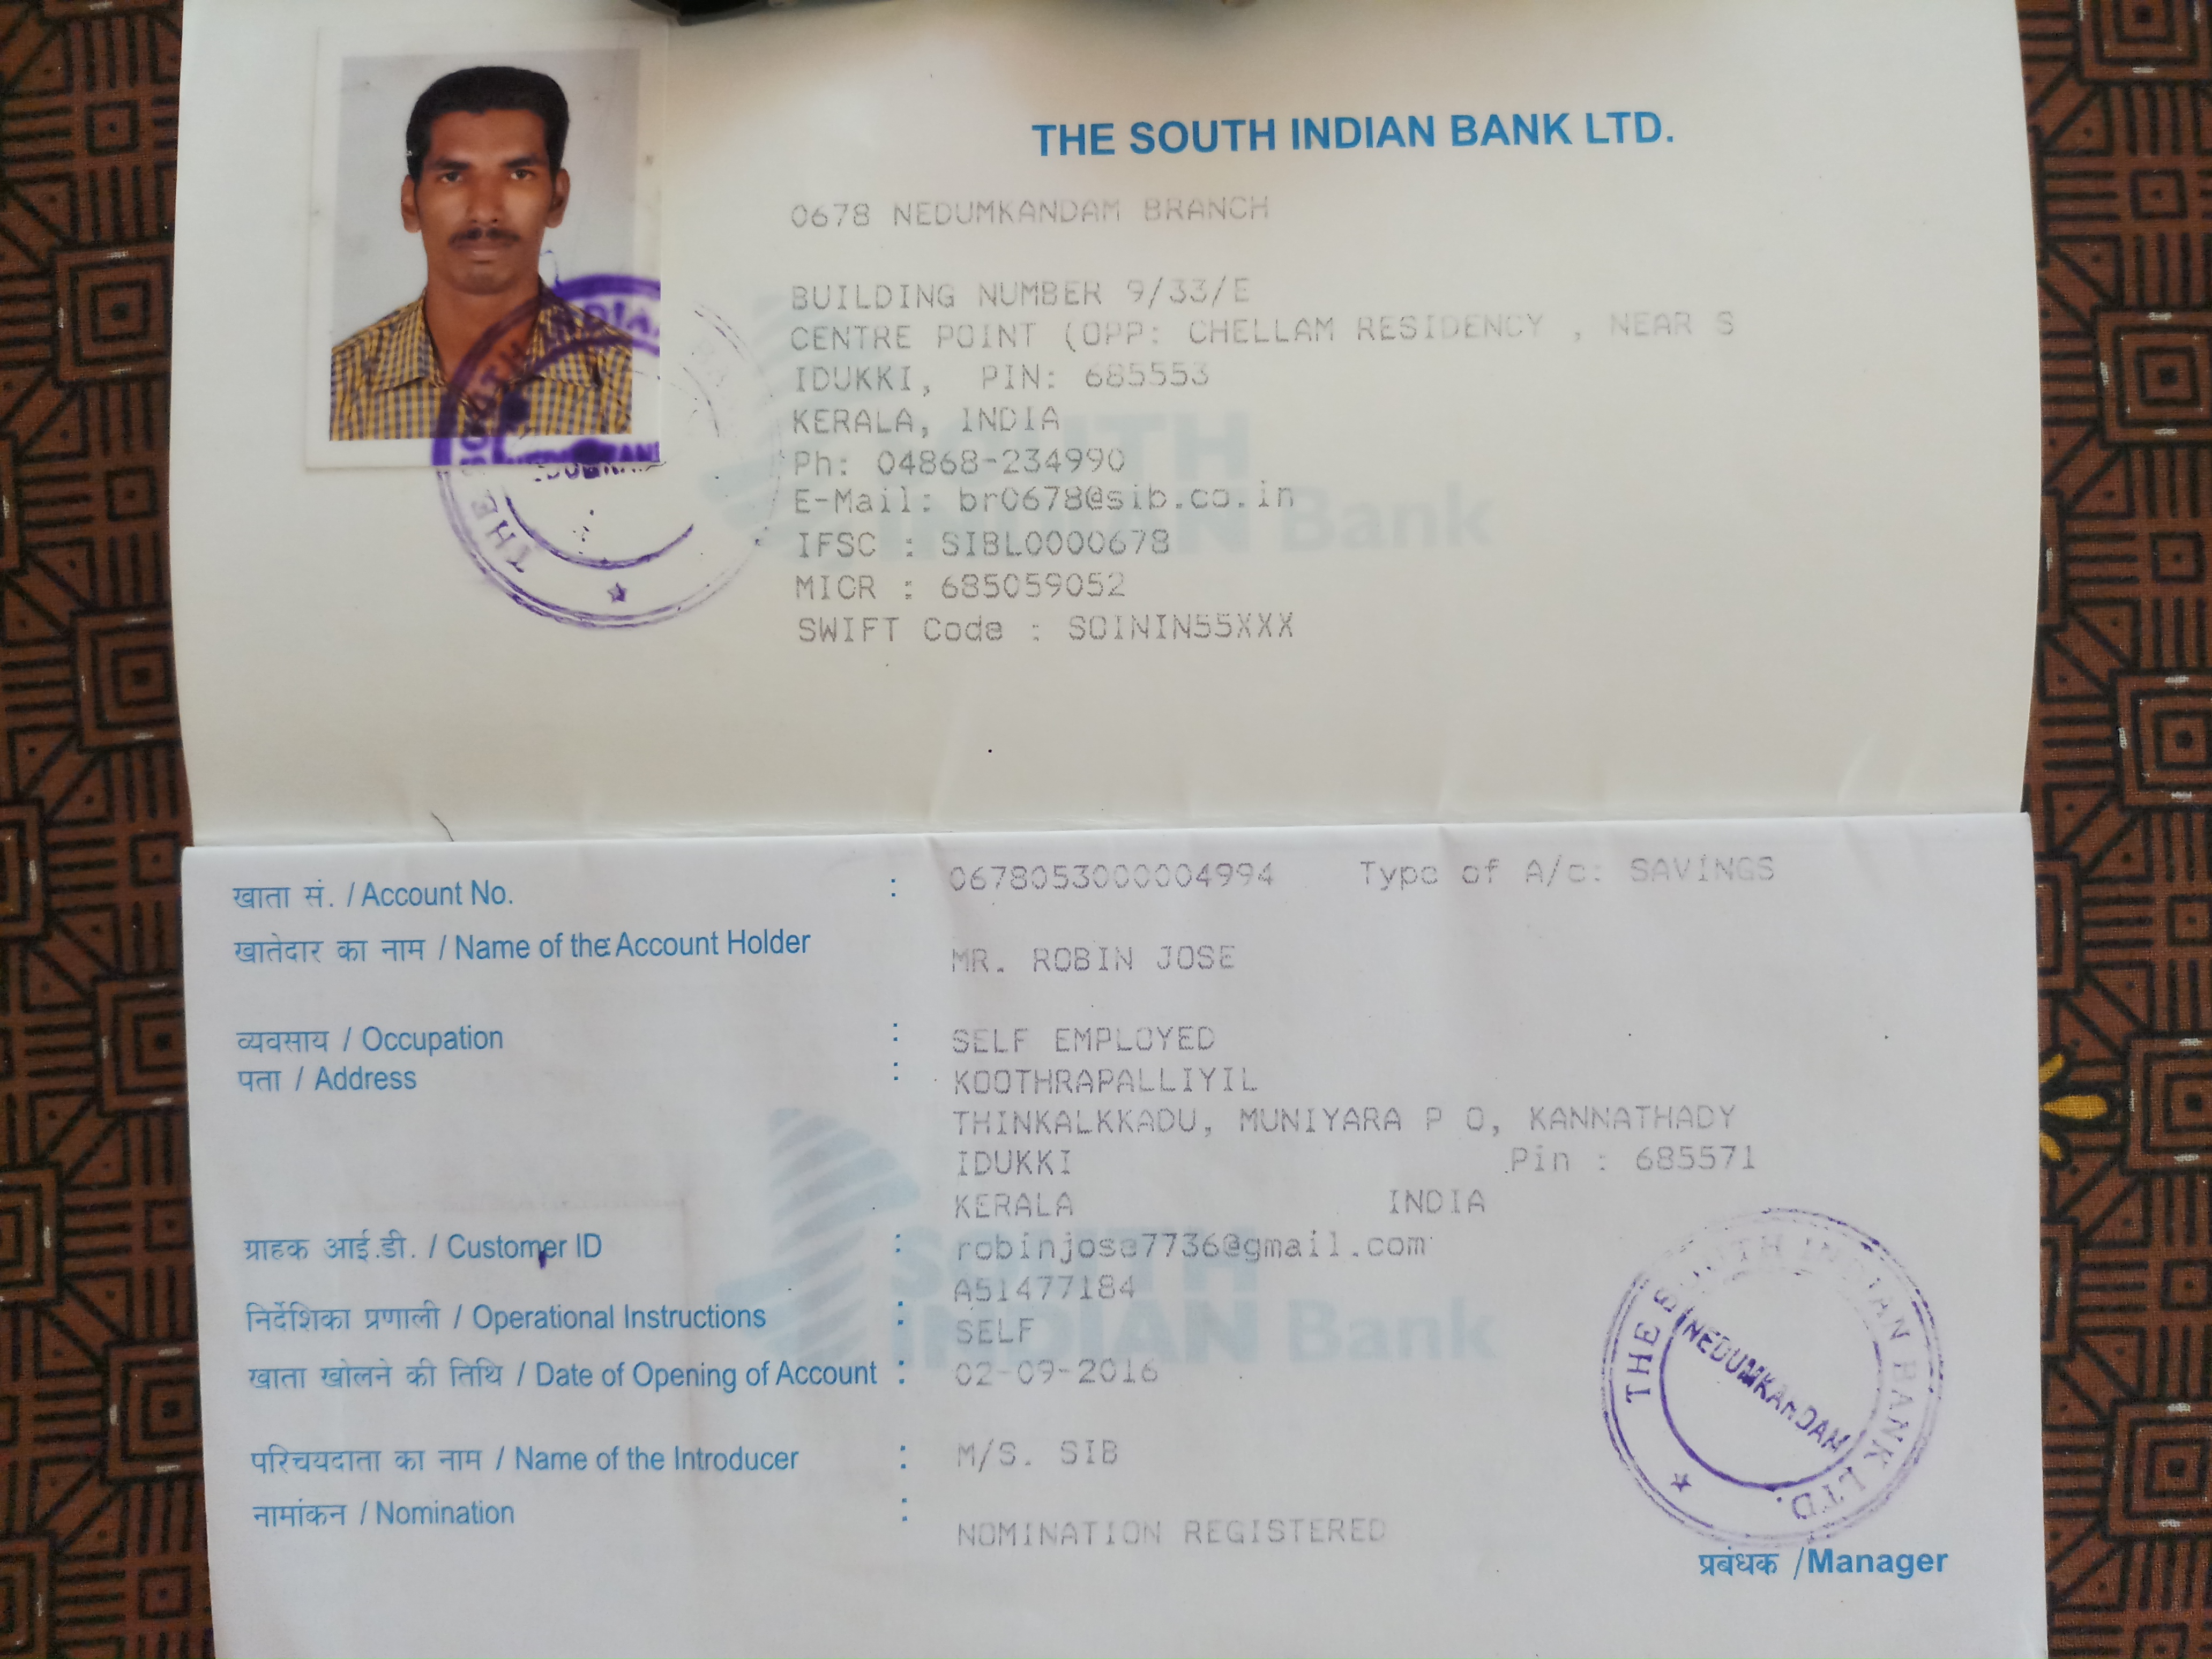 THE SOUTH INDIAN BANK LTD.
0678 NEDUMKANDAM BRANCH
BUILDING NUMBER 9/33/E
CENTRE POINT (OPP: CHELLAM RESIDENCY , NEAR S
IDUKKI, PIN: 685553
KERALA, INDIA
Ph: 04868-234990
E-Mail: br0678@sib.co.in
IFSC : SIBL0000678
MICR : 685059052
SWIFT Code : SOININ55XXX
THE
खाता सं. / Account No. : 0678053000004994 Type of A/c: SAVINGS
खातेदार का नाम / Name of the Account Holder MR. ROBIN JOSE
व्यवसाय / Occupation : SELF EMPLOYED
पता / Address : KOOTHRAPALLIYIL
THINKALKKADU, MUNIYARA P O, KANNATHADY
IDUKKI Pin : 685571
KERALA INDIA
ग्राहक आई.डी. / Customer ID : robinjose7736@gmail.com
A51477184
निर्देशिका प्रणाली / Operational Instructions : SELF
खाता खोलने की तिथि / Date of Opening of Account : 02-09-2016
परिचयदाता का नाम / Name of the Introducer : M/S. SIB
नामांकन / Nomination : NOMINATION REGISTERED
THE SOUTH INDIAN BANK LTD.
NEDUMKANDAM
प्रबंधक / Manager
SOUTH INDIAN Bank